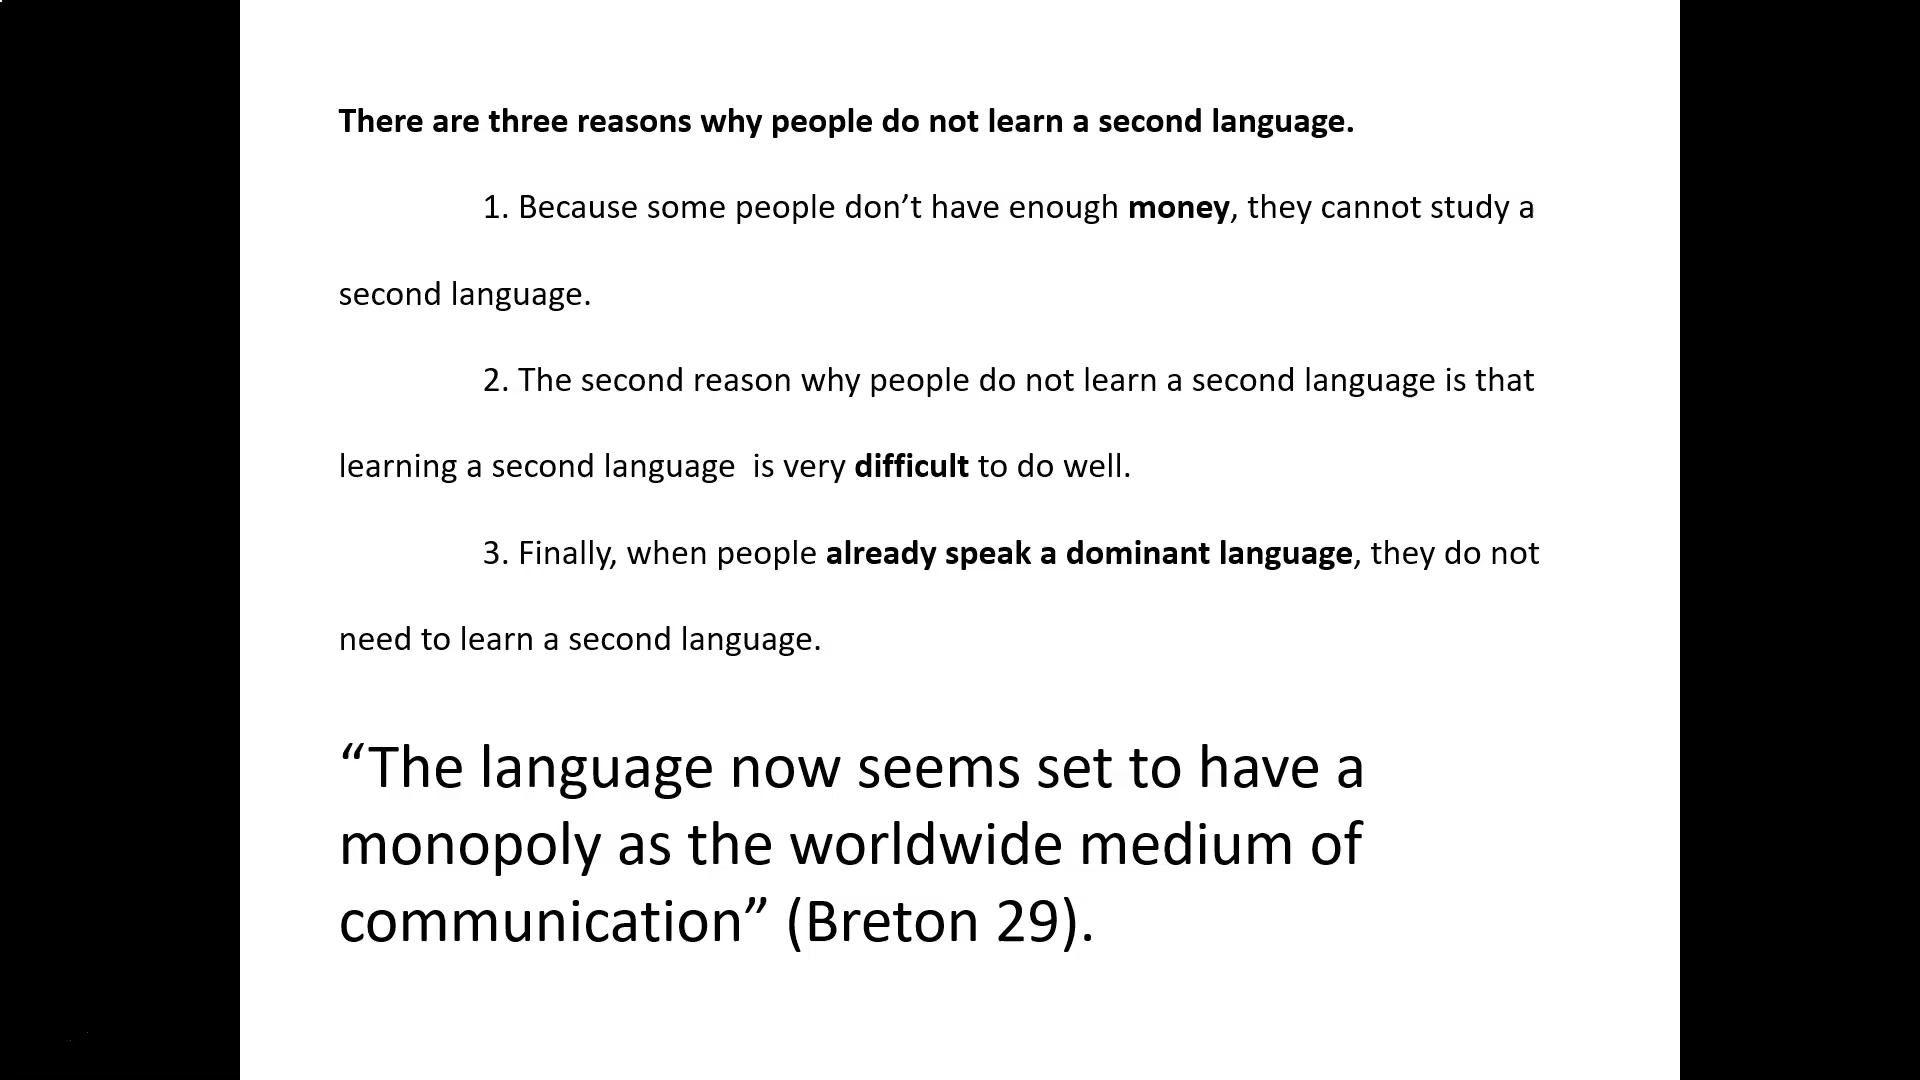 There are three reasons why people do not learn a second language.
1. Because some people don’t have enough money, they cannot study a
second language.
2. The second reason why people do not learn a second language is that
learning a second language  is very difficult to do well.
3. Finally, when people already speak a dominant language, they do not
need to learn a second language.
“The language now seems set to have a
monopoly as the worldwide medium of
communication” (Breton 29).